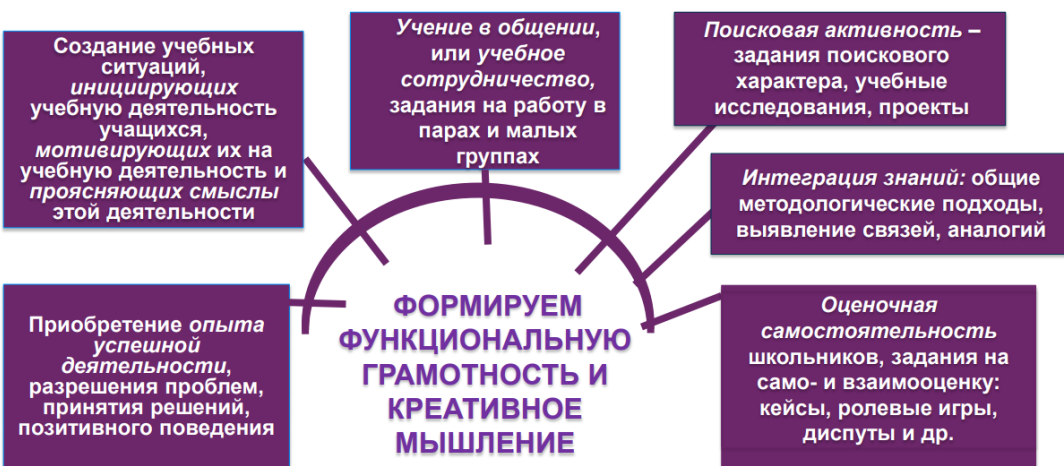 Создание учебных
ситуаций,
инициирующих
учебную деятельность
учащихся,
мотивирующих их на
учебную деятельность и
проясняющих смыслы
этой деятельности
Учение в общении,
или учебное
сотрудничество,
задания на работу в
парах и малых
группах
Поисковая активность –
задания поискового
характера, учебные
исследования, проекты
Интеграция знаний: общие
методологические подходы,
выявление связей, аналогий
Приобретение опыта
успешной
деятельности,
разрешения проблем,
принятия решений,
позитивного поведения
ФОРМИРУЕМ
ФУНКЦИОНАЛЬНУЮ
ГРАМОТНОСТЬ И
КРЕАТИВНОЕ
МЫШЛЕНИЕ
Оценочная
самостоятельность
школьников, задания на
само- и взаимооценку:
кейсы, ролевые игры,
диспуты и др.